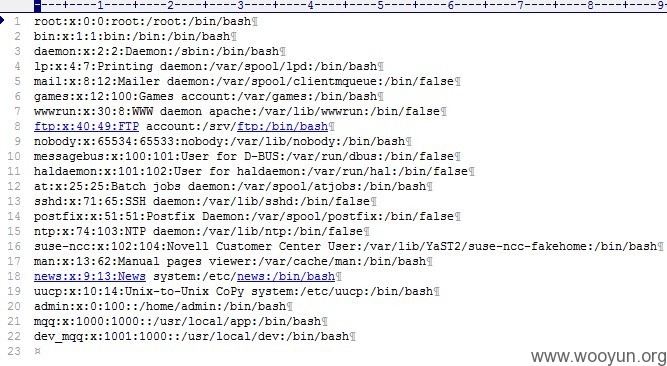 ----+----1----+----2----+----3----+----4----+----5----+----6----+----7----+----8----+----9-
1 root:x:0:0:root:/root:/bin/bash¶
2 bin:x:1:1:bin:/bin:/bin/bash¶
3 daemon:x:2:2:Daemon:/sbin:/bin/bash¶
4 lp:x:4:7:Printing daemon:/var/spool/lpd:/bin/bash¶
5 mail:x:8:12:Mailer daemon:/var/spool/clientmqueue:/bin/false¶
6 games:x:12:100:Games account:/var/games:/bin/bash¶
7 wwwrun:x:30:8:WWW daemon apache:/var/lib/wwwrun:/bin/false¶
8 ftp:x:40:49:FTP account:/srv/ftp:/bin/bash¶
9 nobody:x:65534:65533:nobody:/var/lib/nobody:/bin/bash¶
10 messagebus:x:100:101:User for D-BUS:/var/run/dbus:/bin/false¶
11 haldaemon:x:101:102:User for haldaemon:/var/run/hal:/bin/false¶
12 at:x:25:25:Batch jobs daemon:/var/spool/atjobs:/bin/bash¶
13 sshd:x:71:65:SSH daemon:/var/lib/sshd:/bin/false¶
14 postfix:x:51:51:Postfix Daemon:/var/spool/postfix:/bin/false¶
15 ntp:x:74:103:NTP daemon:/var/lib/ntp:/bin/false¶
16 suse-ncc:x:102:104:Novell Customer Center User:/var/lib/YaST2/suse-ncc-fakehome:/bin/bash¶
17 man:x:13:62:Manual pages viewer:/var/cache/man:/bin/bash¶
18 news:x:9:13:News system:/etc/news:/bin/bash¶
19 uucp:x:10:14:Unix-to-Unix CoPy system:/etc/uucp:/bin/bash¶
20 admin:x:0:100::/home/admin:/bin/bash¶
21 mqq:x:1000:1000::/usr/local/app:/bin/bash¶
22 dev_mqq:x:1001:1000::/usr/local/dev:/bin/bash¶
23 ¤
www.wooyun.org